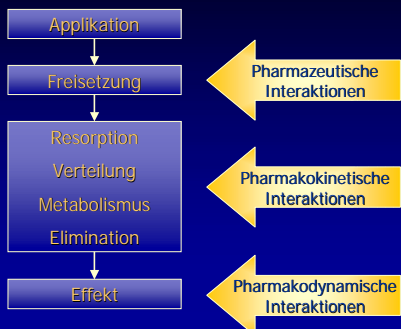 Applikation
Freisetzung
Pharmazeutische
Interaktionen
Resorption
Verteilung
Metabolismus
Elimination
Pharmakokinetische
Interaktionen
Effekt
Pharmakodynamische
Interaktionen